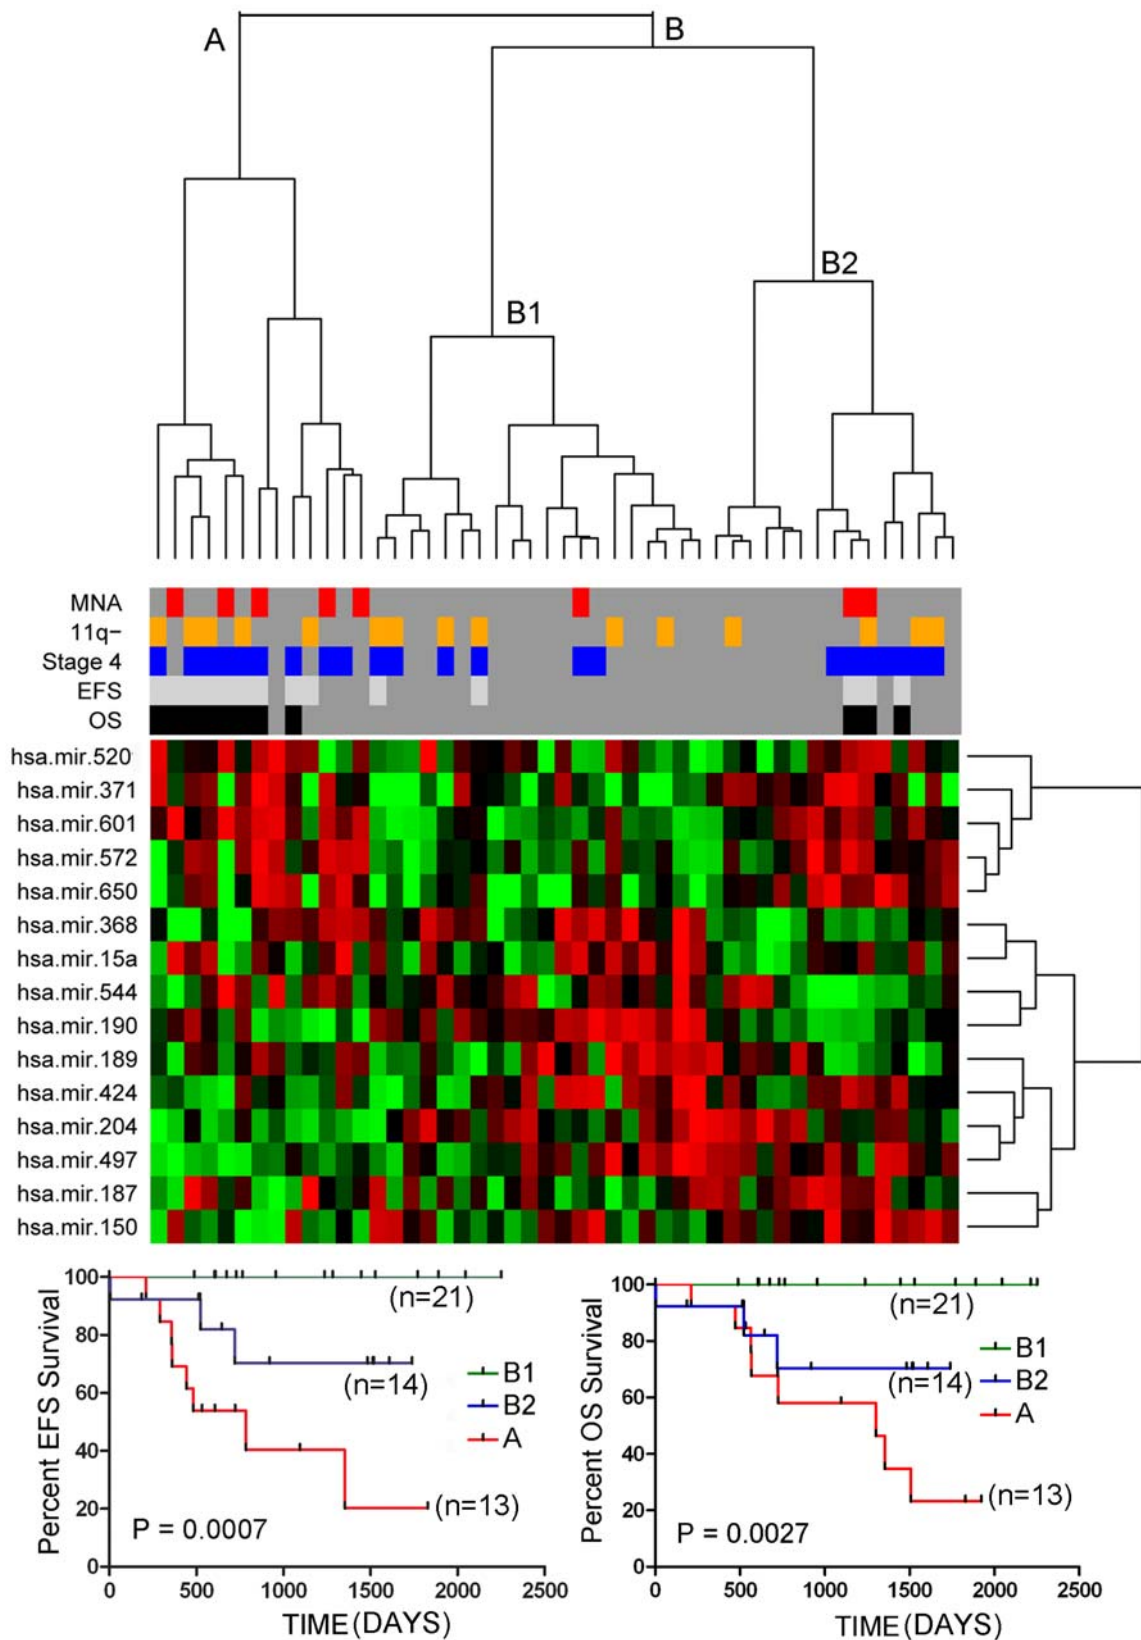 A
B
B2
B1
MNA
11q−
Stage 4
EFS
OS
hsa.mir.520
hsa.mir.371
hsa.mir.601
hsa.mir.572
hsa.mir.650
hsa.mir.368
hsa.mir.15a
hsa.mir.544
hsa.mir.190
hsa.mir.189
hsa.mir.424
hsa.mir.204
hsa.mir.497
hsa.mir.187
hsa.mir.150
Percent EFS Survival
100
80
60
40
20
0
(n=21)
(n=14)
(n=13)
B1
B2
A
P = 0.0007
0 500 1000 1500 2000 2500
TIME (DAYS)
Percent OS Survival
100
80
60
40
20
0
(n=21)
(n=14)
(n=13)
B1
B2
A
P = 0.0027
0 500 1000 1500 2000 2500
TIME (DAYS)